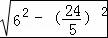 √6² − (24/5)²